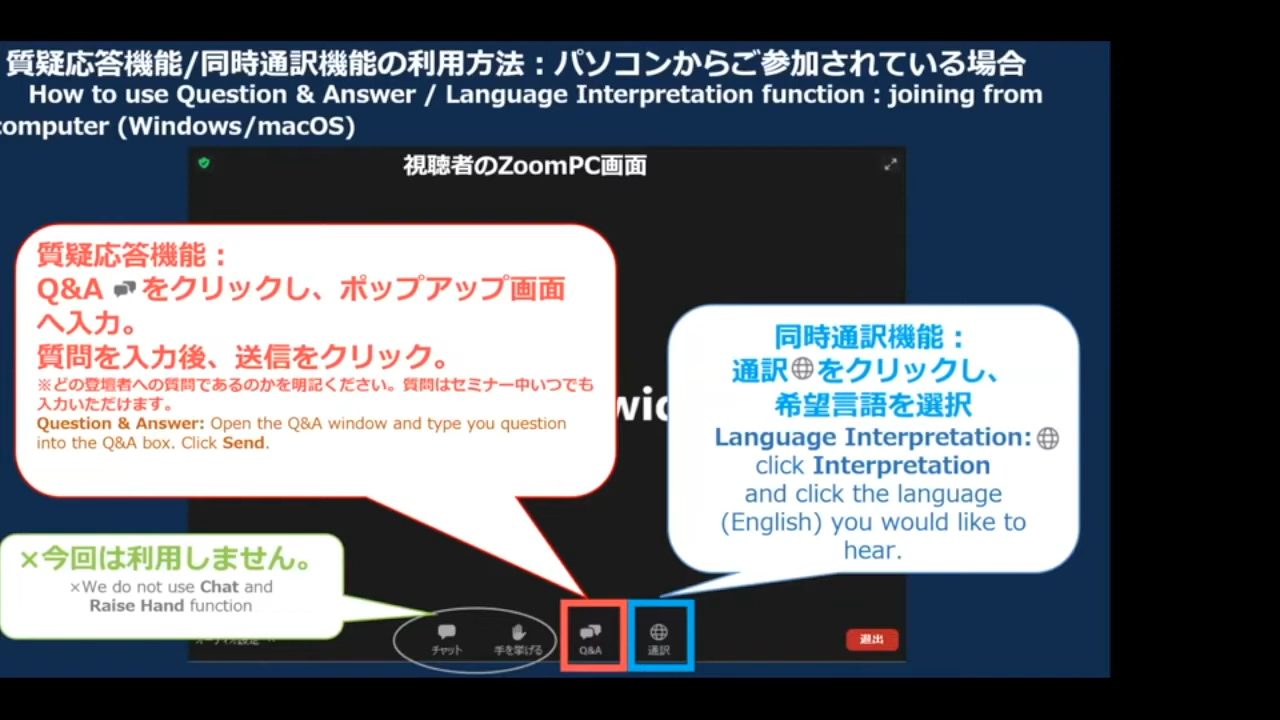 質疑応答機能/同時通訳機能の利用方法：パソコンからご参加されている場合
How to use Question & Answer / Language Interpretation function : joining from
computer (Windows/macOS)
視聴者のZoomPC画面
質疑応答機能：
Q&A をクリックし、ポップアップ画面
へ入力。
質問を入力後、送信をクリック。
※どの登壇者への質問であるのかを明記ください。質問はセミナー中いつでも
入力いただけます。
Question & Answer: Open the Q&A window and type you question
into the Q&A box. Click Send.
同時通訳機能：
通訳 をクリックし、
希望言語を選択
Language Interpretation:
click Interpretation
and click the language
(English) you would like to
hear.
×今回は利用しません。
×We do not use Chat and
Raise Hand function
チャット
手を挙げる
Q&A
通訳
退出